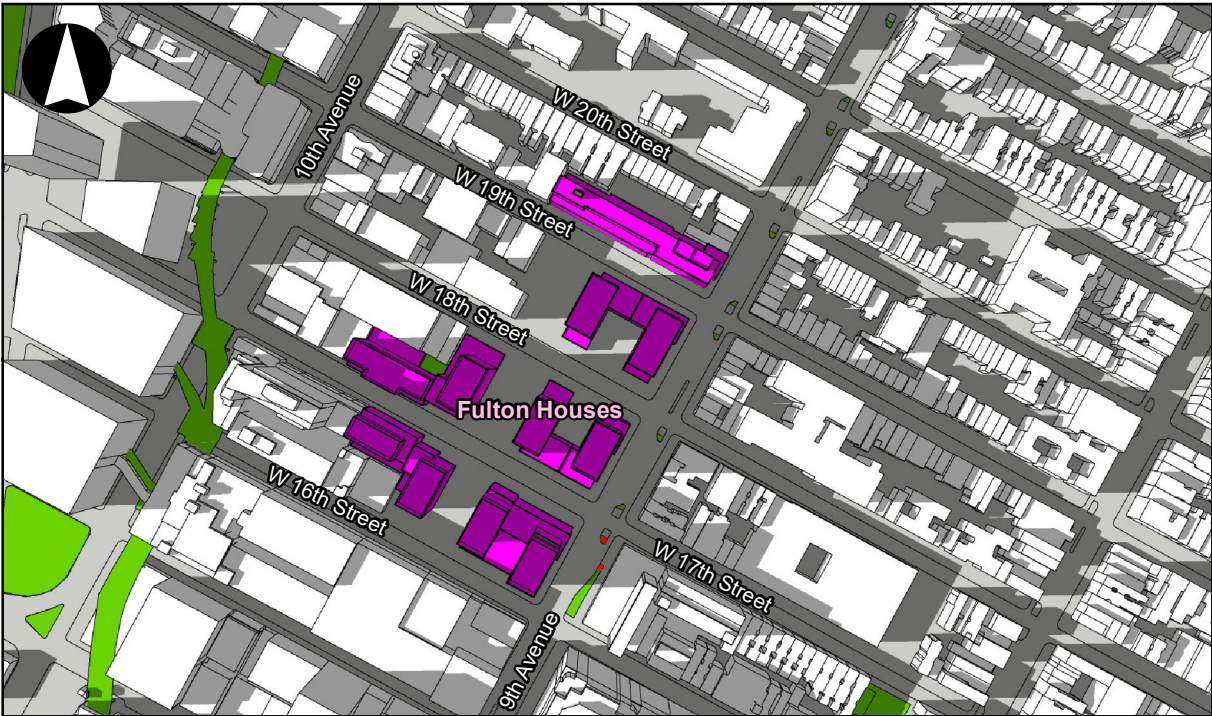 10th Avenue
W 20th Street
W 19th Street
W 18th Street
Fulton Houses
W 16th Street
W 17th Street
9th Avenue